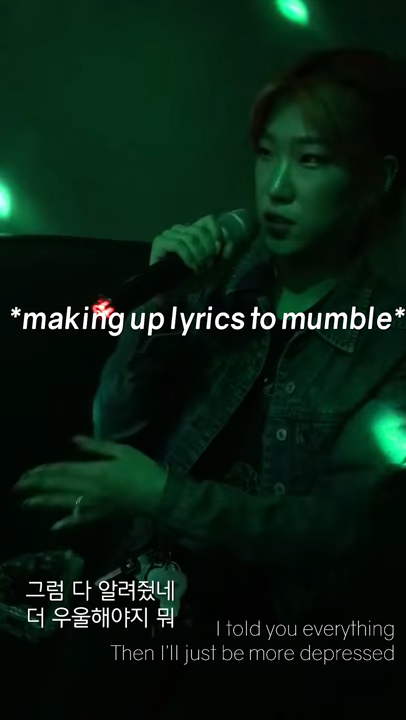 *making up lyrics to mumble*
그럼 다 알려줬네
더 우울해야지 뭐
I told you everything
Then I'll just be more depressed